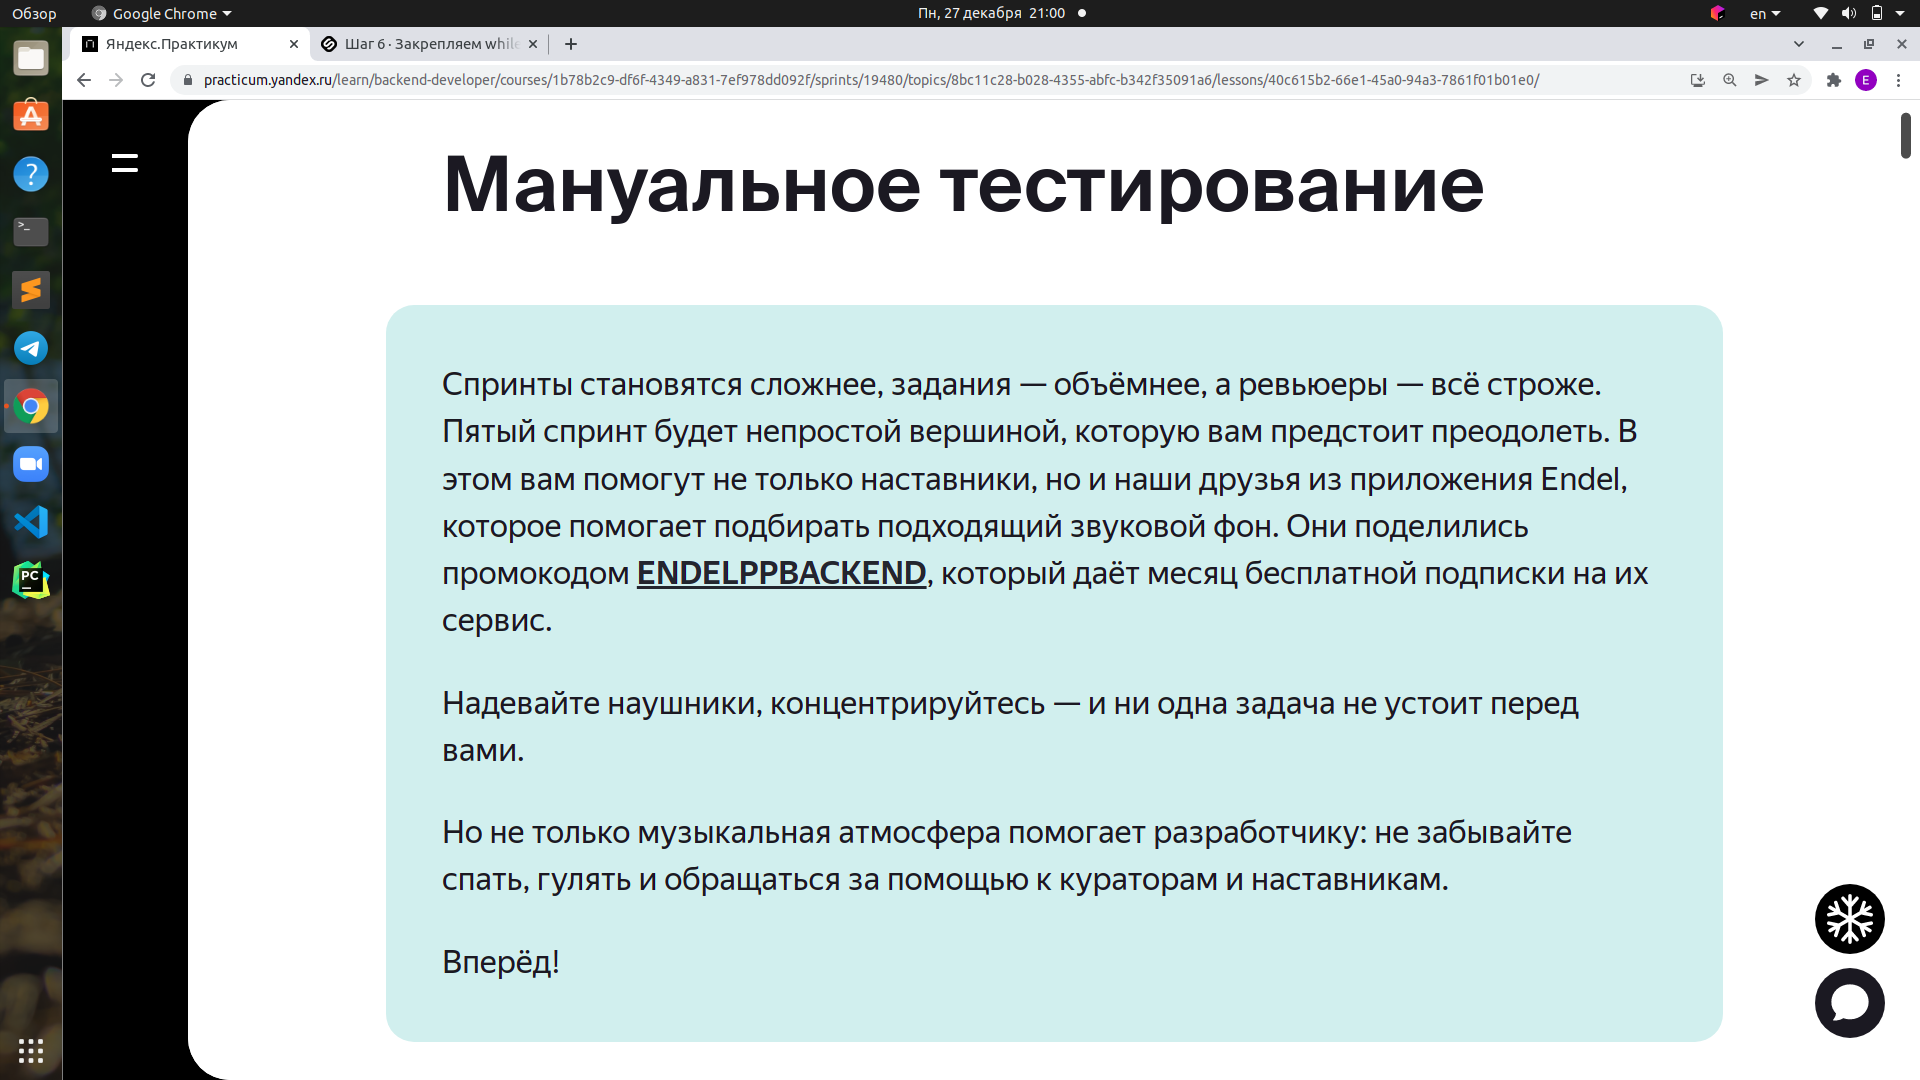 Обзор
Google Chrome
Пн, 27 декабря 21:00
en
Яндекс.Практикум
Шаг 6 · Закрепляем while
practicum.yandex.ru/learn/backend-developer/courses/1b78b2c9-df6f-4349-a831-7ef978dd092f/sprints/19480/topics/8bc11c28-b028-4355-abfc-b342f35091a6/lessons/40c615b2-66e1-45a0-94a3-7861f01b01e0/
E
Мануальное тестирование
Спринты становятся сложнее, задания — объёмнее, а ревьюеры — всё строже.
Пятый спринт будет непростой вершиной, которую вам предстоит преодолеть. В
этом вам помогут не только наставники, но и наши друзья из приложения Endel,
которое помогает подбирать подходящий звуковой фон. Они поделились
промокодом ENDELPPBACKEND, который даёт месяц бесплатной подписки на их
сервис.
Надевайте наушники, концентрируйтесь — и ни одна задача не устоит перед
вами.
Но не только музыкальная атмосфера помогает разработчику: не забывайте
спать, гулять и обращаться за помощью к кураторам и наставникам.
Вперёд!
PC